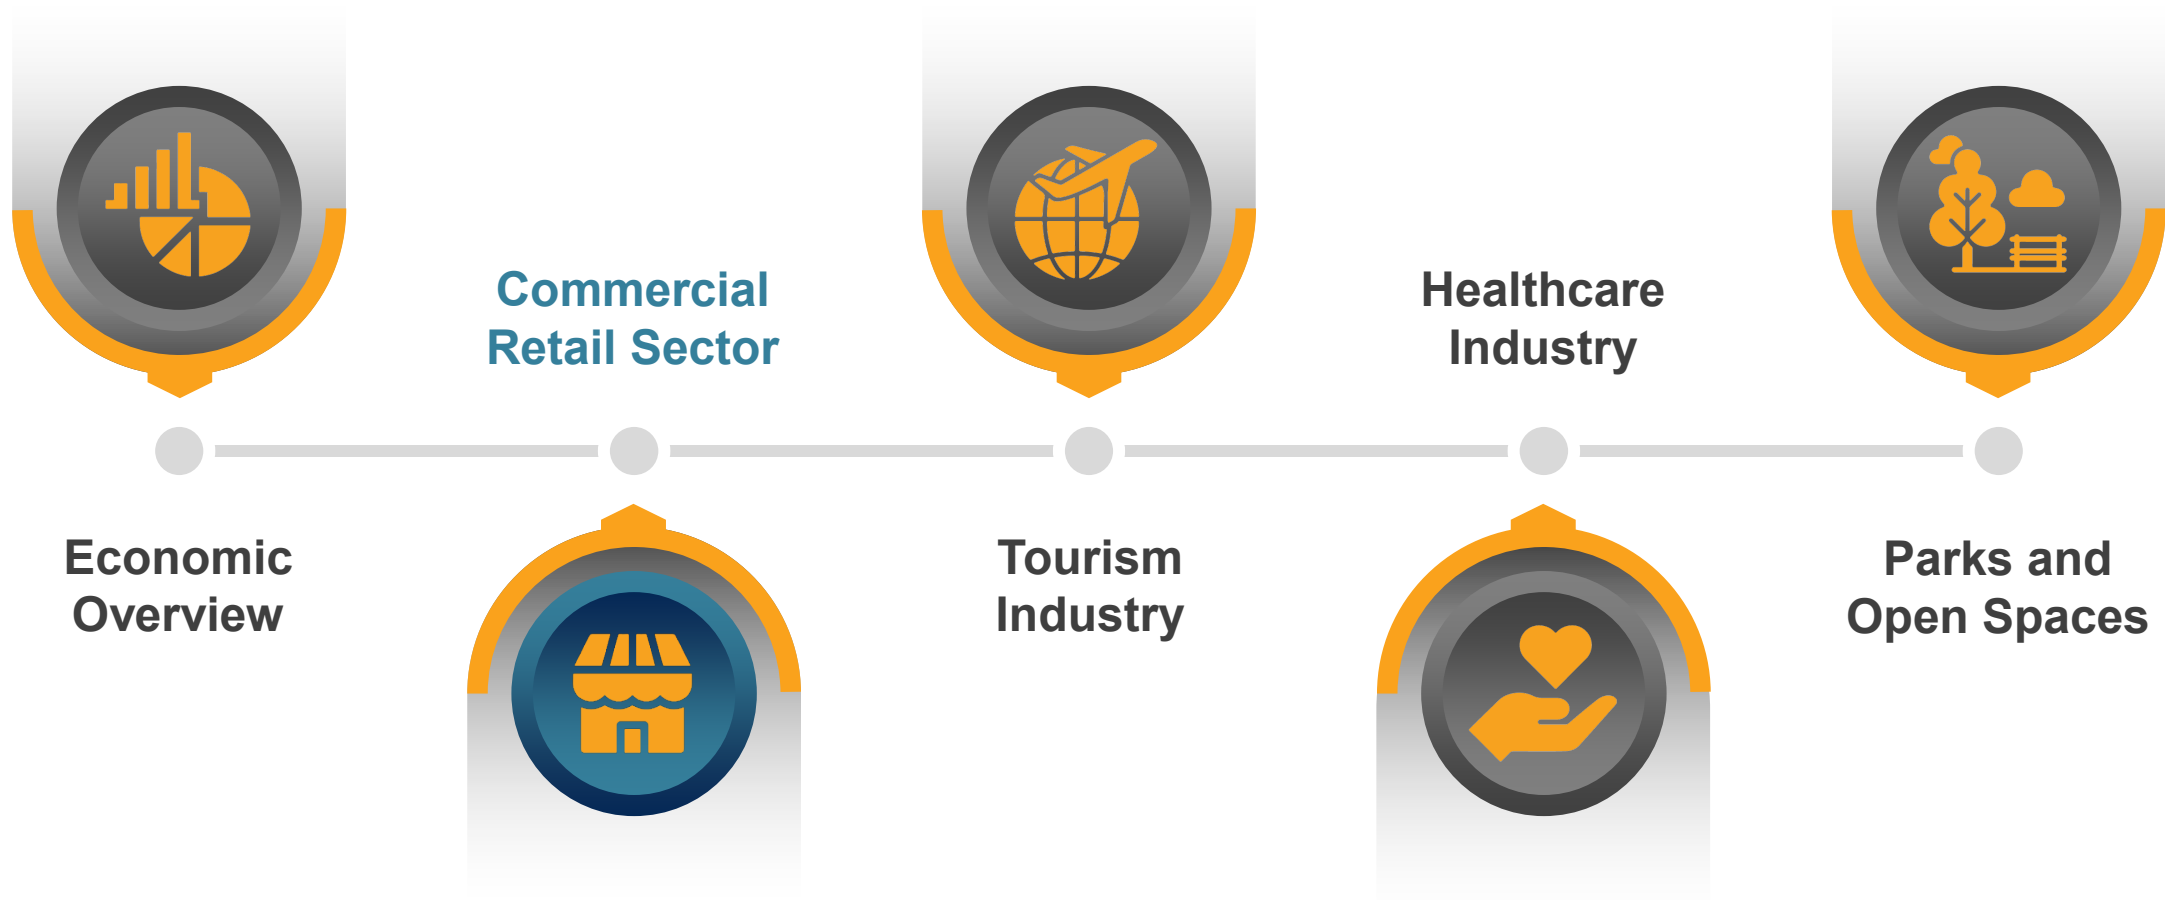 Economic
Overview
Commercial
Retail Sector
Tourism
Industry
Healthcare
Industry
Parks and
Open Spaces